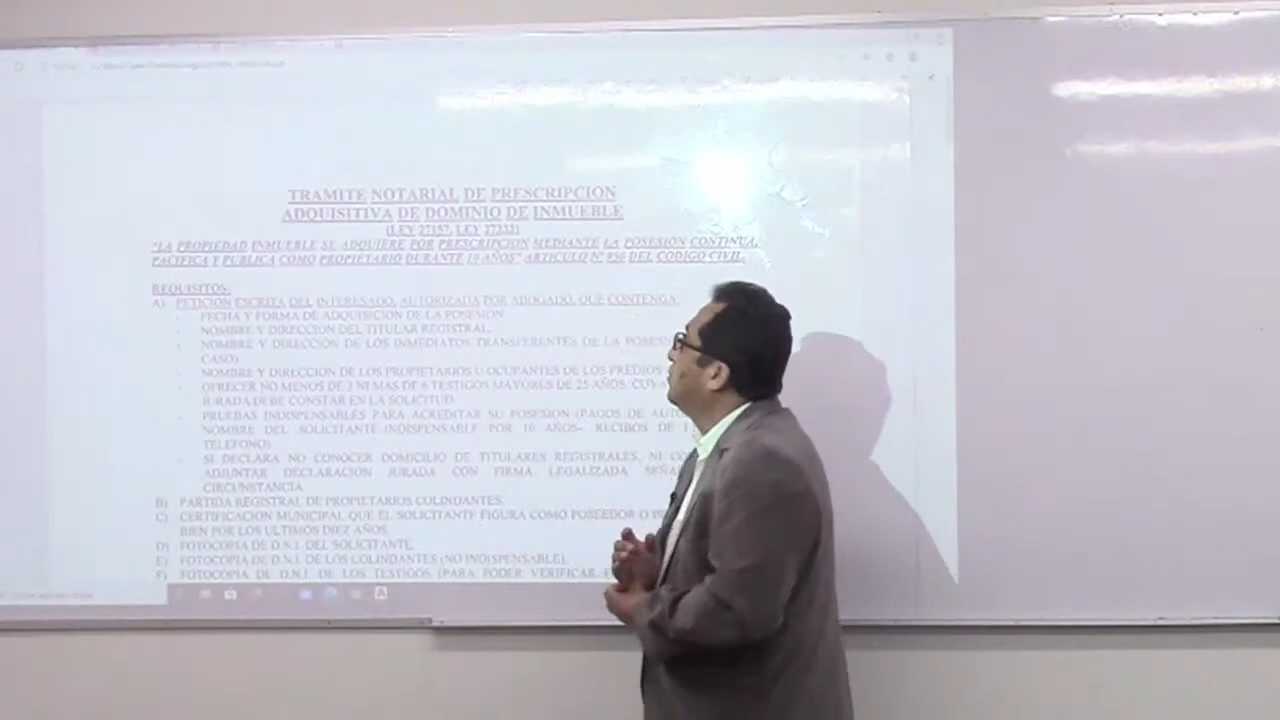 TRAMITE NOTARIAL DE PRESCRIPCION
ADQUISITIVA DE DOMINIO DE INMUEBLE
(LEY 27157, LEY 27333)
"LA PROPIEDAD INMUEBLE SE ADQUIERE POR PRESCRIPCION MEDIANTE LA POSESION CONTINUA,
PACIFICA Y PUBLICA COMO PROPIETARIO DURANTE 10 AÑOS" ARTICULO Nº 950 DEL CODIGO CIVIL.
REQUISITOS:
A) PETICION ESCRITA DEL INTERESADO, AUTORIZADA POR ABOGADO, QUE CONTENGA:
- FECHA Y FORMA DE ADQUISICION DE LA POSESION
- NOMBRE Y DIRECCION DEL TITULAR REGISTRAL.
- NOMBRE Y DIRECCION DE LOS INMEDIATOS TRANSFERENTES DE LA
CASO)
- NOMBRE Y DIRECCION DE LOS PROPIETARIOS U OCUPANTES DE LOS PREDIOS
- OFRECER NO MENOS DE 3 NI MAS DE 6 TESTIGOS MAYORES DE 25 AÑOS,
JURADA DEBE CONSTAR EN LA SOLICITUD.
- PRUEBAS INDISPENSABLES PARA ACREDITAR SU POSESION (PAGOS DE
NOMBRE DEL SOLICITANTE-INDISPENSABLE POR 10 AÑOS- RECIBOS DE
TELEFONO)
- SI DECLARA NO CONOCER DOMICILIO DE TITULARES REGISTRALES, NI
ADJUNTAR DECLARACION JURADA CON FIRMA LEGALIZADA
CIRCUNSTANCIA
B) PARTIDA REGISTRAL DE PROPIETARIOS COLINDANTES.
C) CERTIFICACION MUNICIPAL QUE EL SOLICITANTE FIGURA COMO POSEEDOR O
BIEN POR LOS ULTIMOS DIEZ AÑOS.
D) FOTOCOPIA DE D.N.I. DEL SOLICITANTE.
E) FOTOCOPIA DE D.N.I. DE LOS COLINDANTES (NO INDISPENSABLE).
F) FOTOCOPIA DE D.N.I. DE LOS TESTIGOS (PARA PODER VERIFICAR